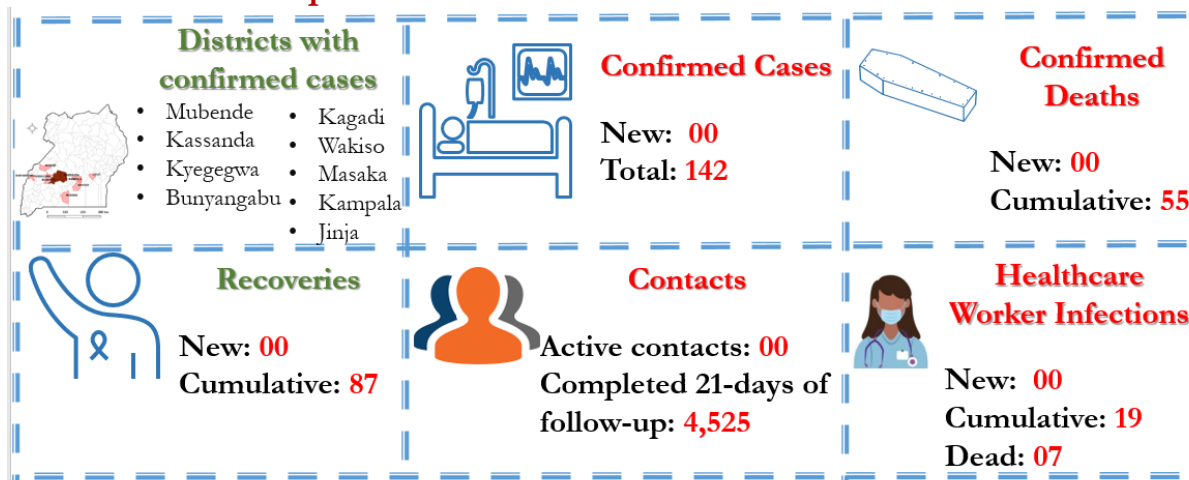 Districts with
confirmed cases
• Mubende
• Kassanda
• Kyegegwa
• Bunyangabu
• Kagadi
• Wakiso
• Masaka
• Kampala
• Jinja
Confirmed Cases
New: 00
Total: 142
Confirmed
Deaths
New: 00
Cumulative: 55
Recoveries
New: 00
Cumulative: 87
Contacts
Active contacts: 00
Completed 21-days of
follow-up: 4,525
Healthcare
Worker Infections
New: 00
Cumulative: 19
Dead: 07